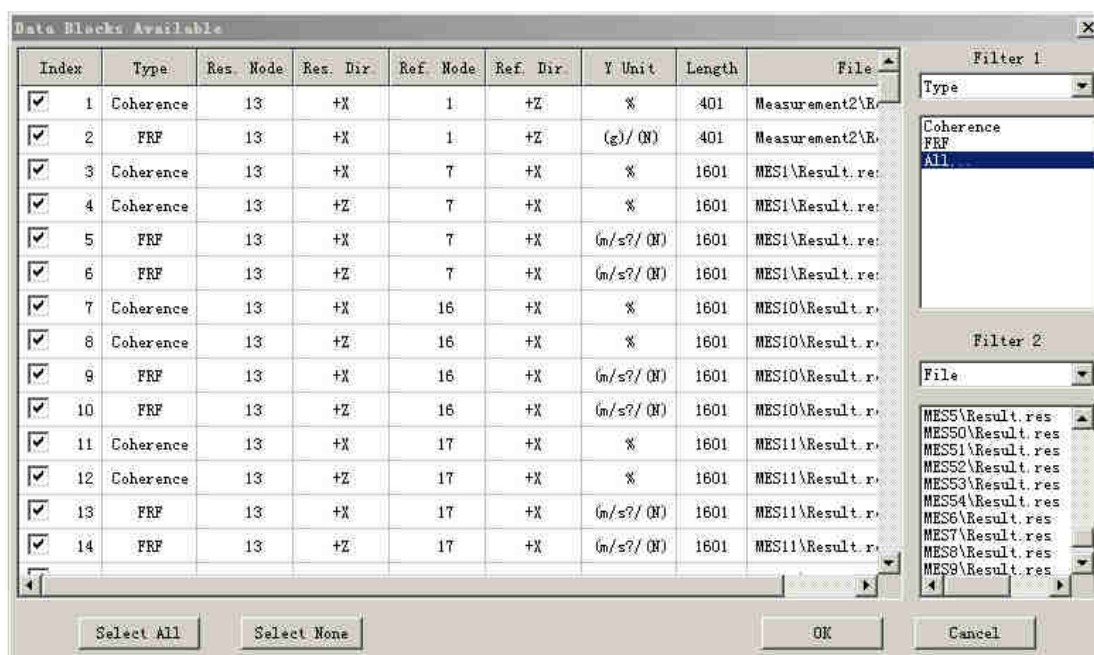 Data Blocks Available
Index Type Res. Node Res. Dir. Ref. Node Ref. Dir. Y Unit Length File
1 Coherence 13 +X 1 +Z % 401 Measurement2\R
2 FRF 13 +X 1 +Z (g)/(N) 401 Measurement2\R
3 Coherence 13 +X 7 +X % 1601 MES1\Result.re
4 Coherence 13 +Z 7 +X % 1601 MES1\Result.re
5 FRF 13 +X 7 +X (m/s?/(N) 1601 MES1\Result.re
6 FRF 13 +Z 7 +X (m/s?/(N) 1601 MES1\Result.re
7 Coherence 13 +X 16 +X % 1601 MES10\Result.r
8 Coherence 13 +Z 16 +X % 1601 MES10\Result.r
9 FRF 13 +X 16 +X (m/s?/(N) 1601 MES10\Result.r
10 FRF 13 +Z 16 +X (m/s?/(N) 1601 MES10\Result.r
11 Coherence 13 +X 17 +X % 1601 MES11\Result.r
12 Coherence 13 +Z 17 +X % 1601 MES11\Result.r
13 FRF 13 +X 17 +X (m/s?/(N) 1601 MES11\Result.r
14 FRF 13 +Z 17 +X (m/s?/(N) 1601 MES11\Result.r
Filter 1
Type
Coherence
FRF
All...
Filter 2
File
MES5\Result.res
MES50\Result.res
MES51\Result.res
MES52\Result.res
MES53\Result.res
MES54\Result.res
MES6\Result.res
MES7\Result.res
MES8\Result.res
MES9\Result.res
Select All Select None OK Cancel